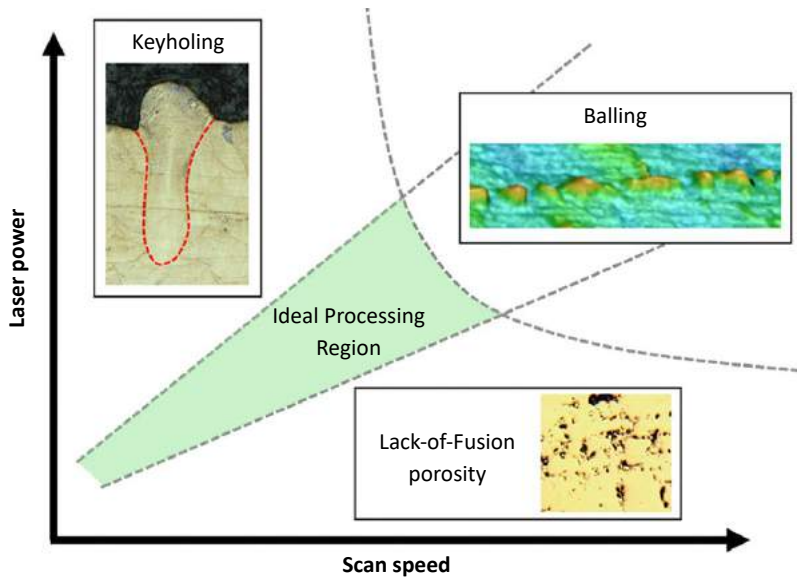 Keyholing
Balling
Laser power
Ideal Processing
Region
Lack-of-Fusion
porosity
Scan speed